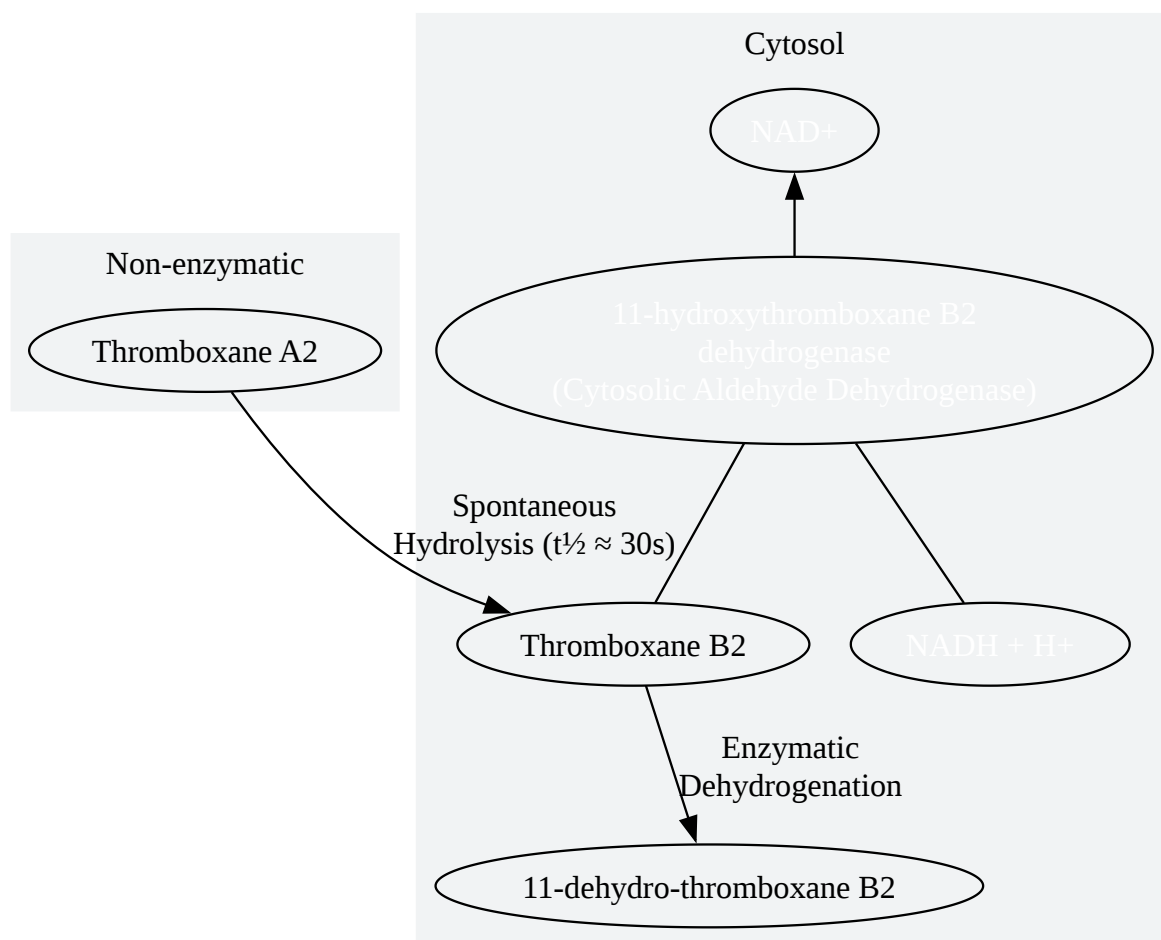 Cytosol
NAD+
Non-enzymatic
Thromboxane A2
11-hydroxythromboxane B2
dehydrogenase
(Cytosolic Aldehyde Dehydrogenase)
Spontaneous
Hydrolysis (t½ ≈ 30s)
Thromboxane B2
NADH + H+
Enzymatic
Dehydrogenation
11-dehydro-thromboxane B2